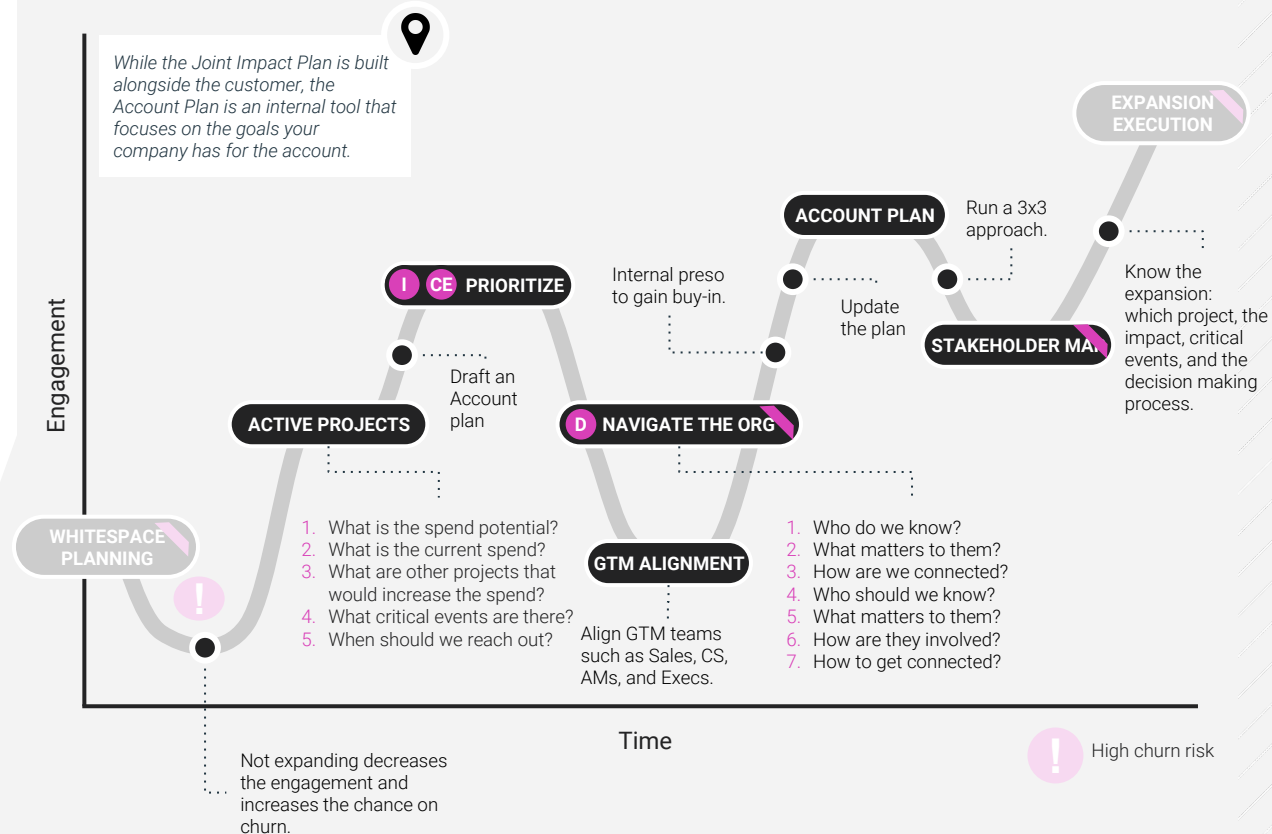 While the Joint Impact Plan is built
alongside the customer, the
Account Plan is an internal tool that
focuses on the goals your
company has for the account.
EXPANSION
EXECUTION
ACCOUNT PLAN
Run a 3x3
approach.
I CE PRIORITIZE
Internal preso
to gain buy-in.
Know the
expansion:
which project, the
impact, critical
events, and the
decision making
process.
Update
the plan
STAKEHOLDER MAP
Engagement
Draft an
Account
plan
ACTIVE PROJECTS
D NAVIGATE THE ORG
WHITESPACE
PLANNING
!
1. What is the spend potential?
2. What is the current spend?
3. What are other projects that
would increase the spend?
4. What critical events are there?
5. When should we reach out?
GTM ALIGNMENT
Align GTM teams
such as Sales, CS,
AMs, and Execs.
1. Who do we know?
2. What matters to them?
3. How are we connected?
4. Who should we know?
5. What matters to them?
6. How are they involved?
7. How to get connected?
Time
Not expanding decreases
the engagement and
increases the chance on
churn.
! High churn risk